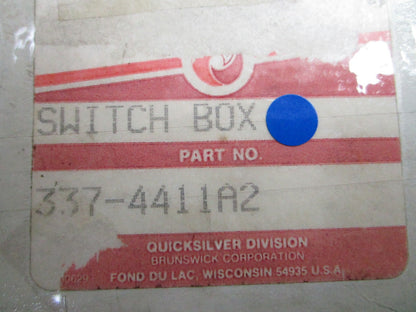 SWITCH BOX
PART NO.
337-4411A2
QUICKSILVER DIVISION
BRUNSWICK CORPORATION
FOND DU LAC, WISCONSIN 54935 U.S.A.